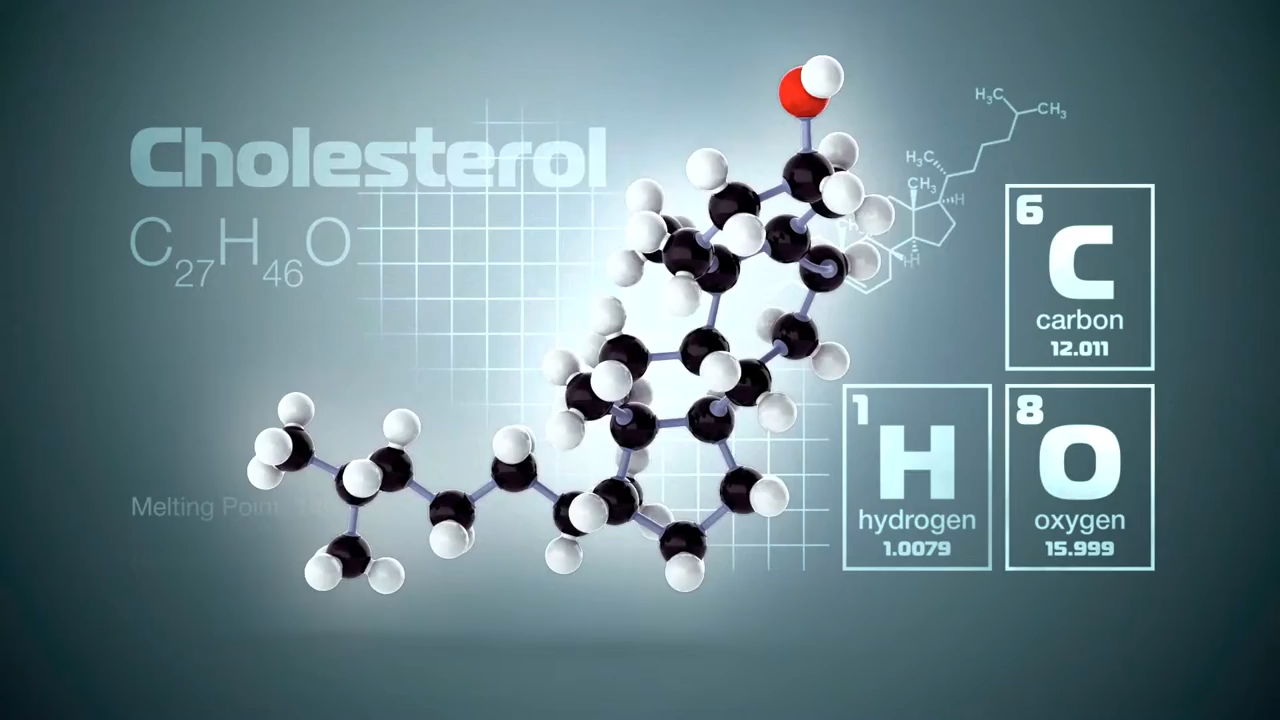 Cholesterol
C27H46O
Melting Point
H3C
CH3
H3C
CH3
H
H
H
6
C
carbon
12.011
1
H
hydrogen
1.0079
8
O
oxygen
15.999